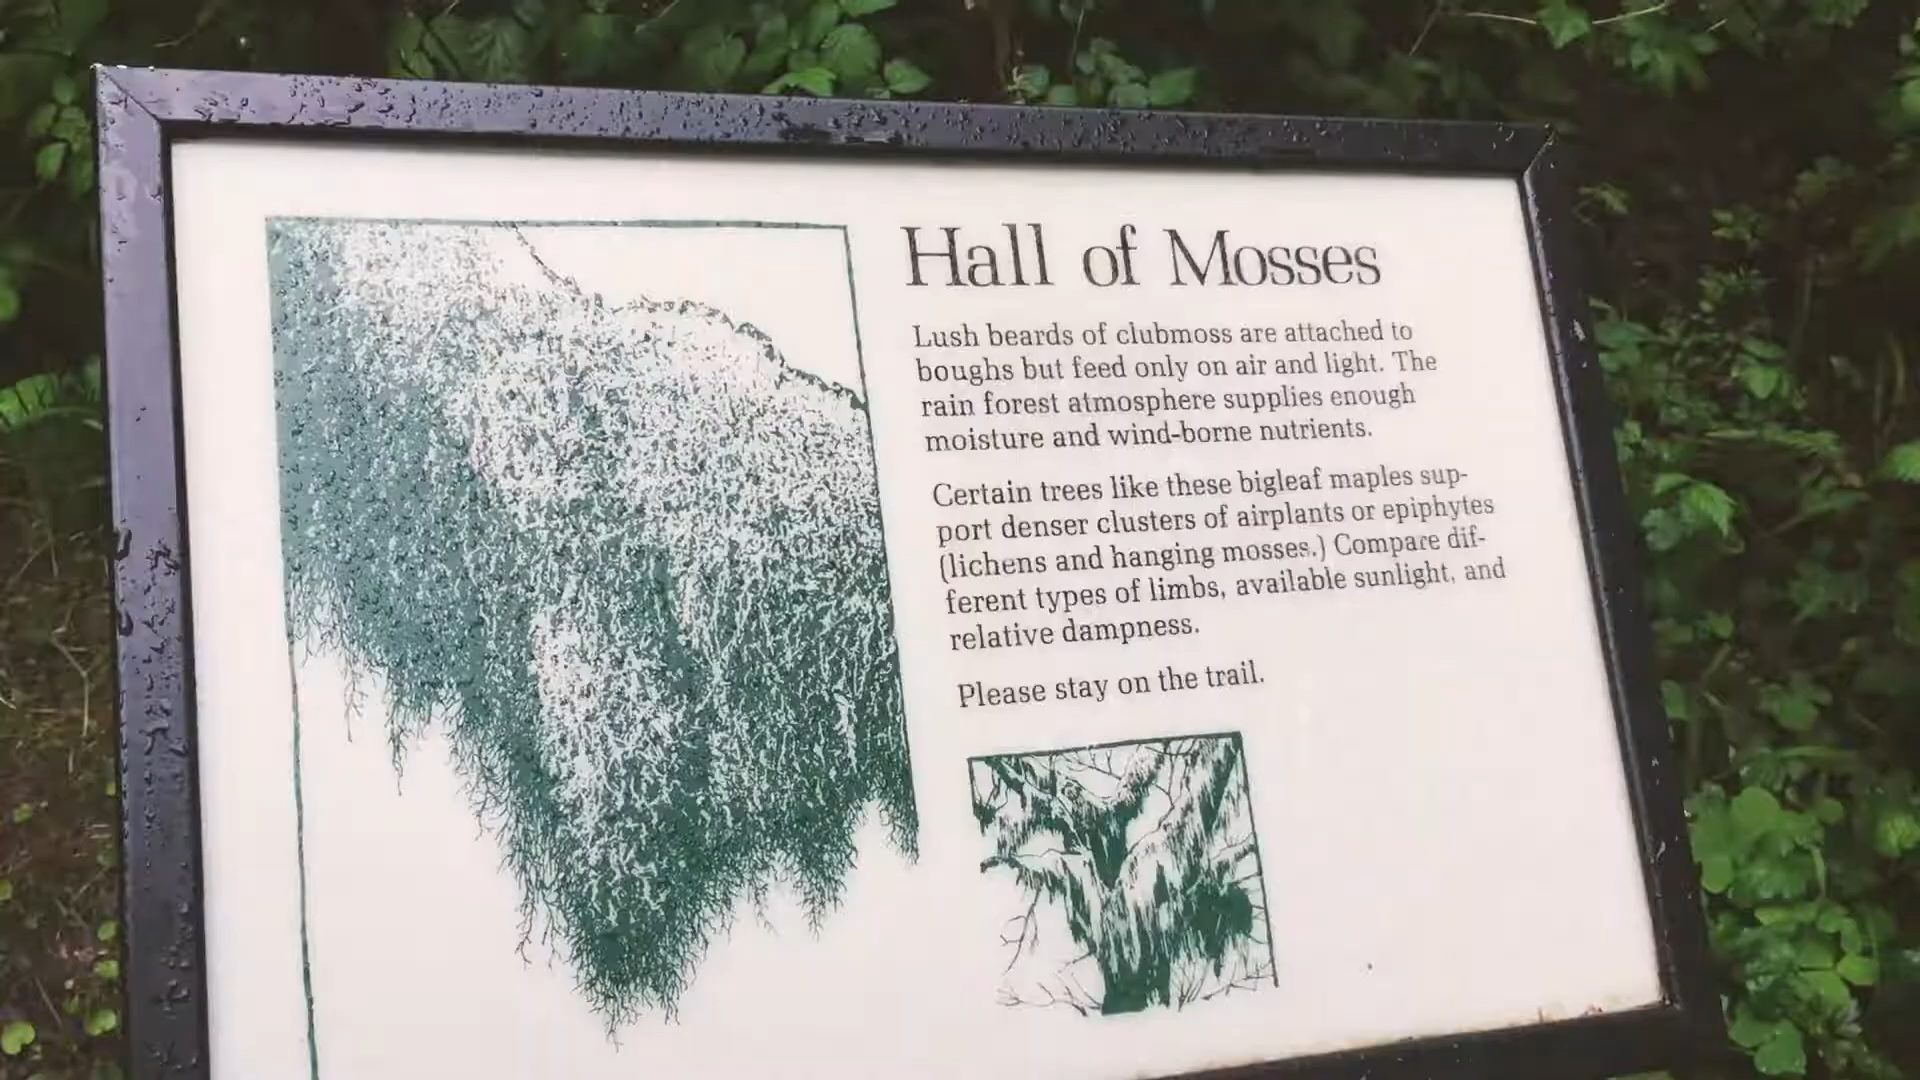 Hall of Mosses
Lush beards of clubmoss are attached to
boughs but feed only on air and light. The
rain forest atmosphere supplies enough
moisture and wind-borne nutrients.
Certain trees like these bigleaf maples sup-
port denser clusters of airplants or epiphytes
(lichens and hanging mosses.) Compare dif-
ferent types of limbs, available sunlight, and
relative dampness.
Please stay on the trail.